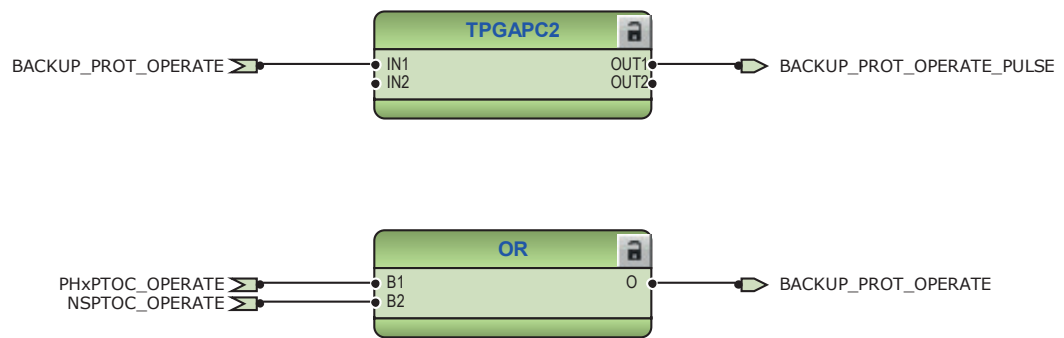 TPGAPC2
BACKUP_PROT_OPERATE IN1 OUT1 BACKUP_PROT_OPERATE_PULSE
IN2 OUT2
OR
PHxPTOC_OPERATE B1 O BACKUP_PROT_OPERATE
NSPTOC_OPERATE B2